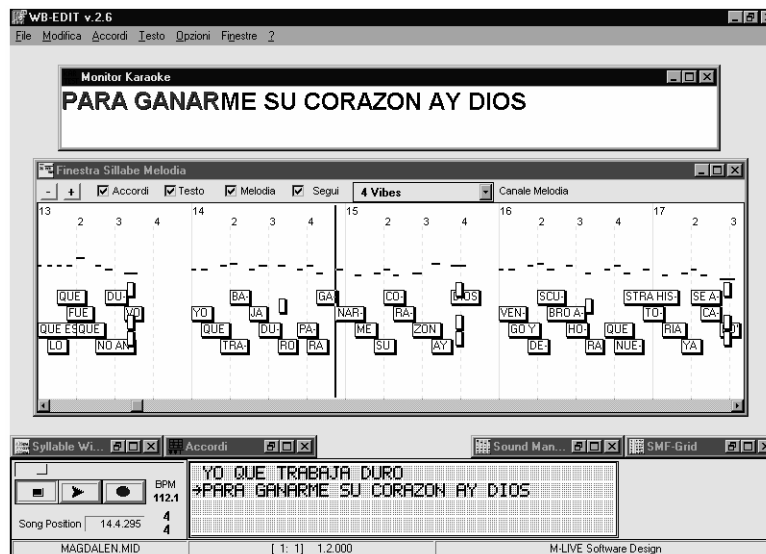 WB-EDIT v.2.6
File Modifica Accordi Testo Opzioni Finestre ?
Monitor Karaoke
PARA GANARME SU CORAZON AY DIOS
Finestra Sillabe Melodia
- + Accordi Testo Melodia Segui 4 Vibes Canale Melodia
13 14 15 16 17
2 3 4 2 3 4 2 3 4 2 3 4 2 3
QUE DU- BA- GA CO- DIOS SCU- STRA HIS- SE A-
FUE VO YO JA NAR- RA- VEN- BRO A- TO- CA-
QUE ES QUE QUE DU- PA- ME ZON GO Y HO- QUE RIA
LO NO AN TRA- RO RA SU AY DE- RA NUE- YA
Syllable Wi... Accordi Sound Man... SMF-Grid
BPM
112.1
Song Position 14.4.295
4
4
YO QUE TRABAJA DURO
→PARA GANARME SU CORAZON AY DIOS
MAGDALEN.MID [ 1: 1] 1.2.000 M-LIVE Software Design